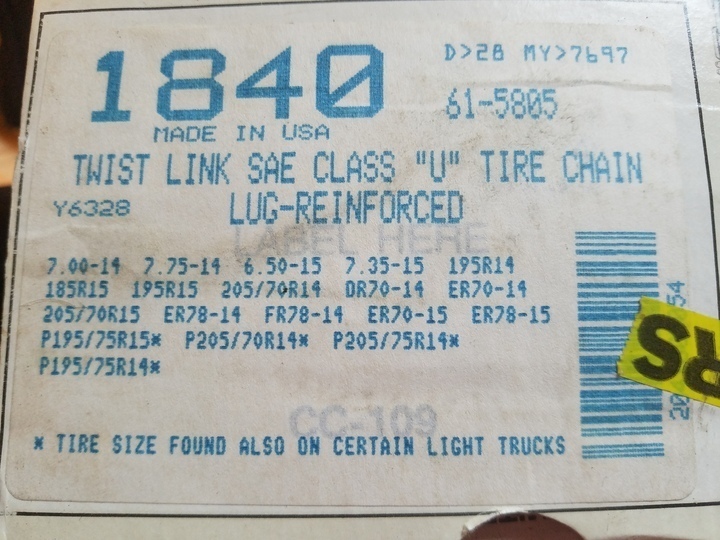 1840
D>28 MY>7697
61-5805
MADE IN USA
TWIST LINK SAE CLASS "U" TIRE CHAIN
Y6328
LUG-REINFORCED
LABEL HERE
7.00-14 7.75-14 6.50-15 7.35-15 195R14
185R15 195R15 205/70R14 DR70-14 ER70-14
205/70R15 ER78-14 FR78-14 ER70-15 ER78-15
P195/75R15* P205/70R14* P205/75R14*
P195/75R14*
CC-109
* TIRE SIZE FOUND ALSO ON CERTAIN LIGHT TRUCKS